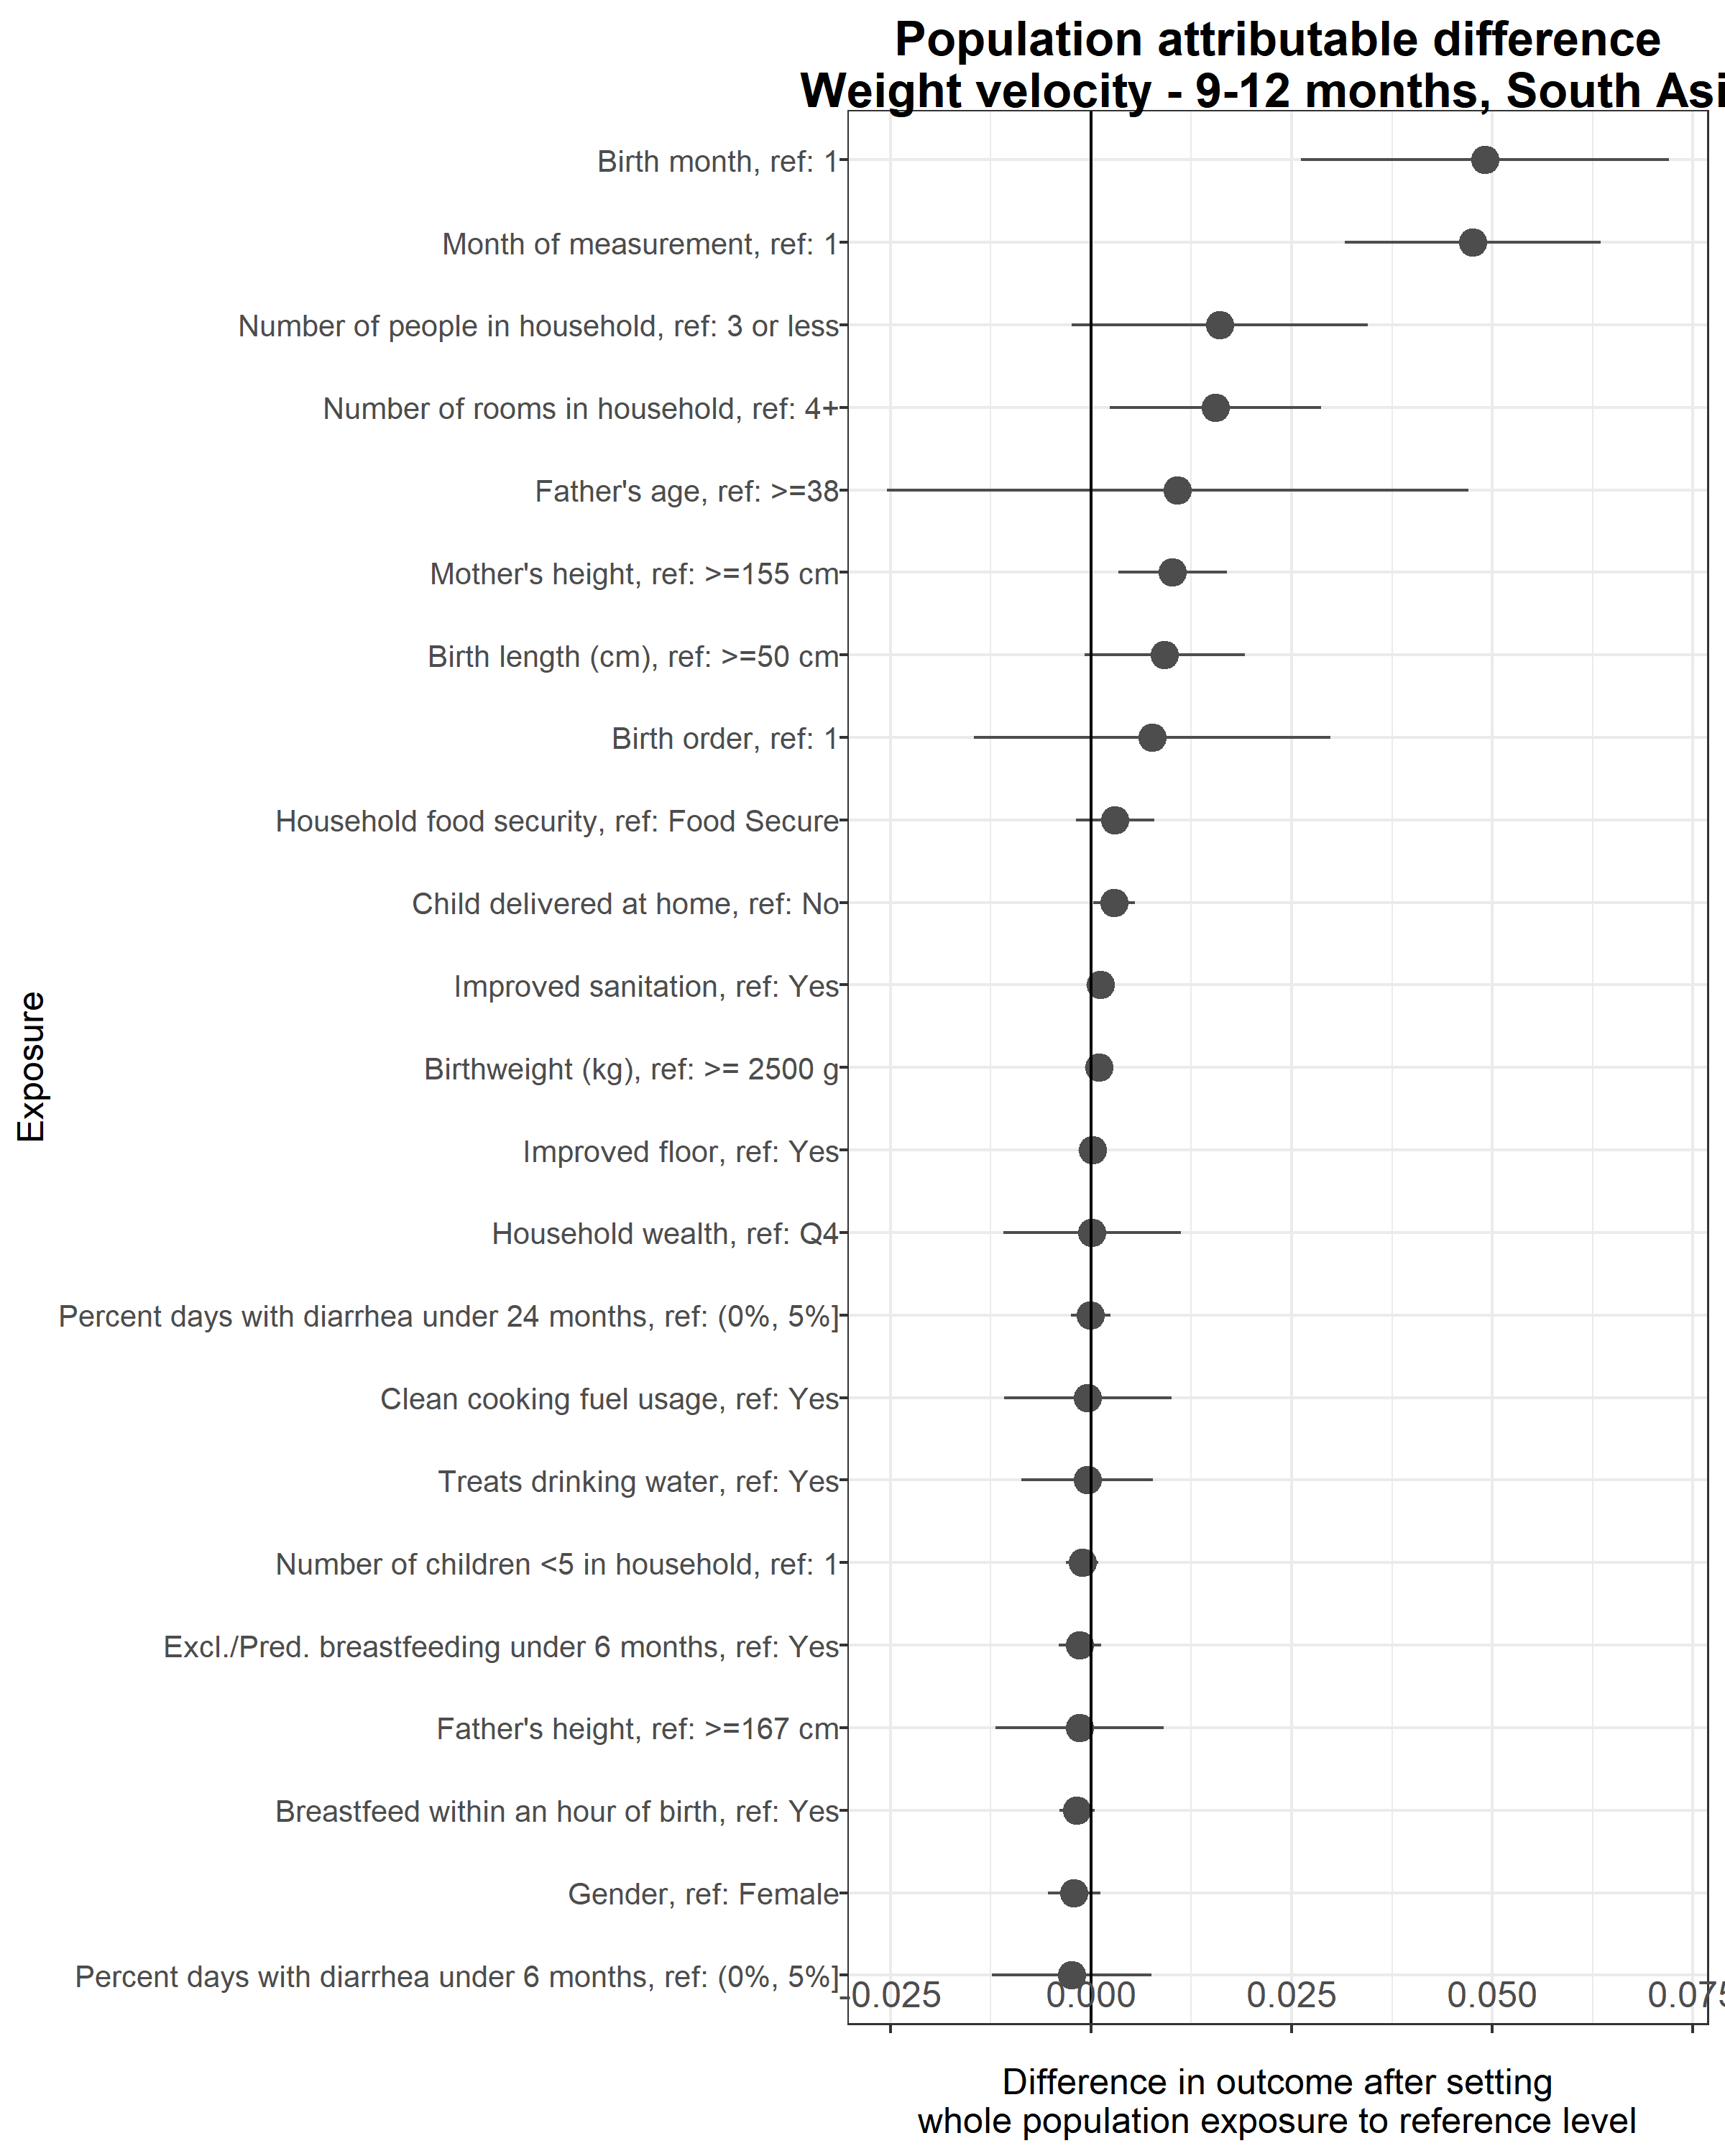 Population attributable difference
Weight velocity - 9-12 months, South Asi
Birth month, ref: 1
Month of measurement, ref: 1
Number of people in household, ref: 3 or less
Number of rooms in household, ref: 4+
Father's age, ref: >=38
Mother's height, ref: >=155 cm
Birth length (cm), ref: >=50 cm
Birth order, ref: 1
Household food security, ref: Food Secure
Child delivered at home, ref: No
Improved sanitation, ref: Yes
Birthweight (kg), ref: >= 2500 g
Improved floor, ref: Yes
Household wealth, ref: Q4
Percent days with diarrhea under 24 months, ref: (0%, 5%]
Clean cooking fuel usage, ref: Yes
Treats drinking water, ref: Yes
Number of children <5 in household, ref: 1
Excl./Pred. breastfeeding under 6 months, ref: Yes
Father's height, ref: >=167 cm
Breastfeed within an hour of birth, ref: Yes
Gender, ref: Female
Percent days with diarrhea under 6 months, ref: (0%, 5%]
Exposure
-0.025 0.000 0.025 0.050 0.075
Difference in outcome after setting
whole population exposure to reference level